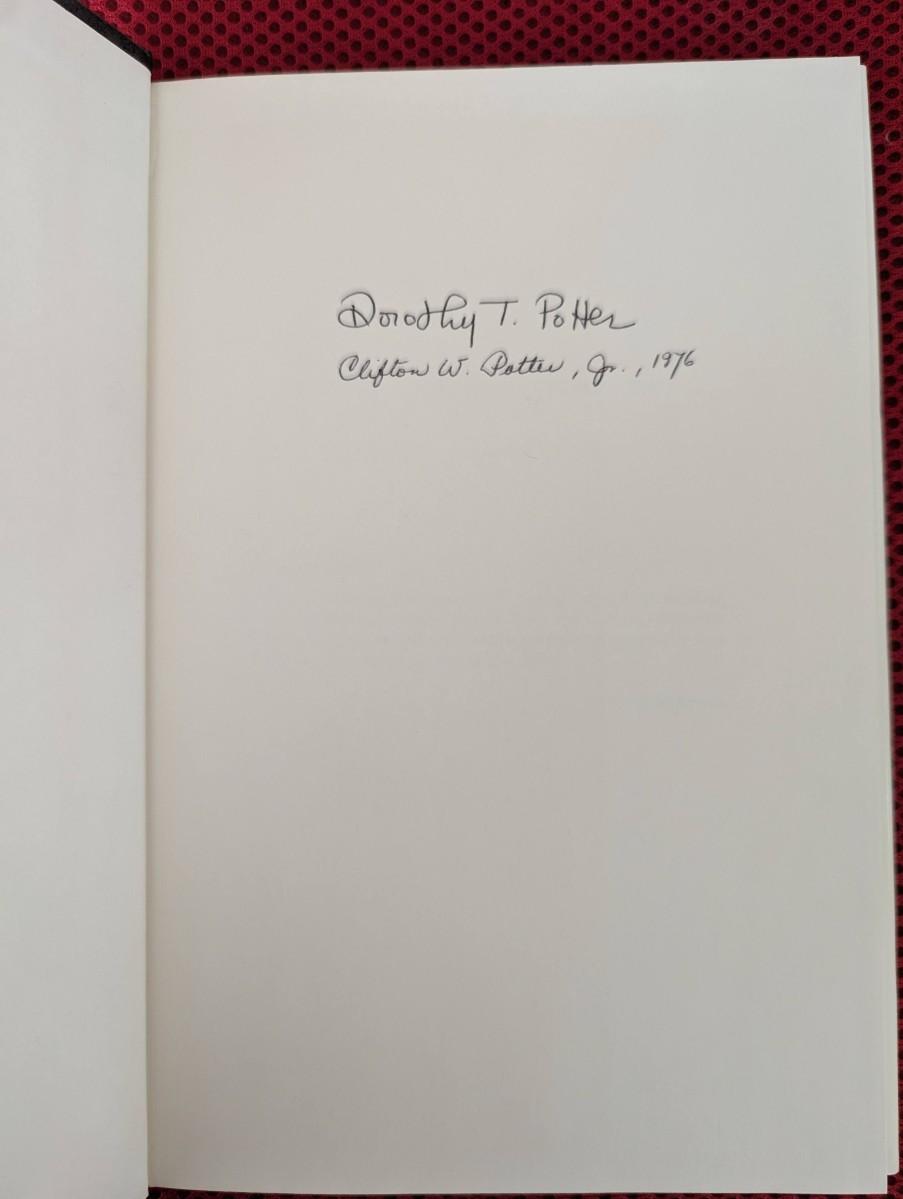 Dorothy T. Potter
Clifton W. Potter, Jr., 1976